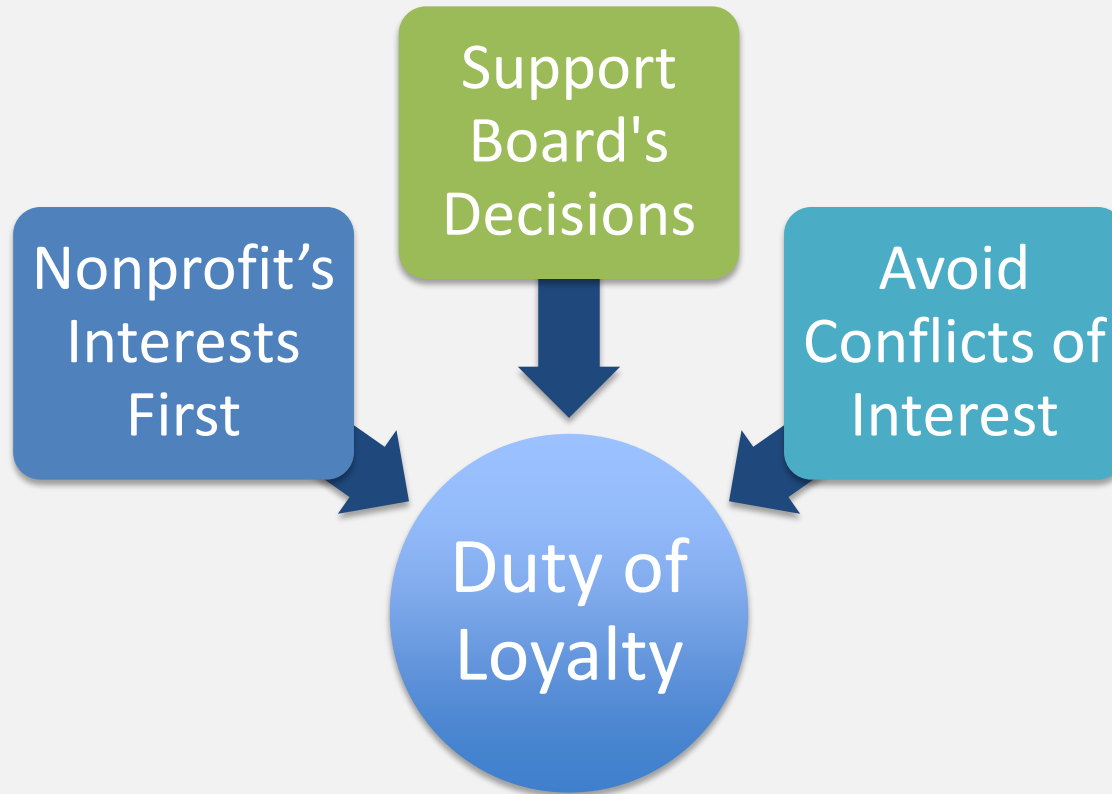 Support
Board's
Decisions
Nonprofit’s
Interests
First
Avoid
Conflicts of
Interest
Duty of
Loyalty